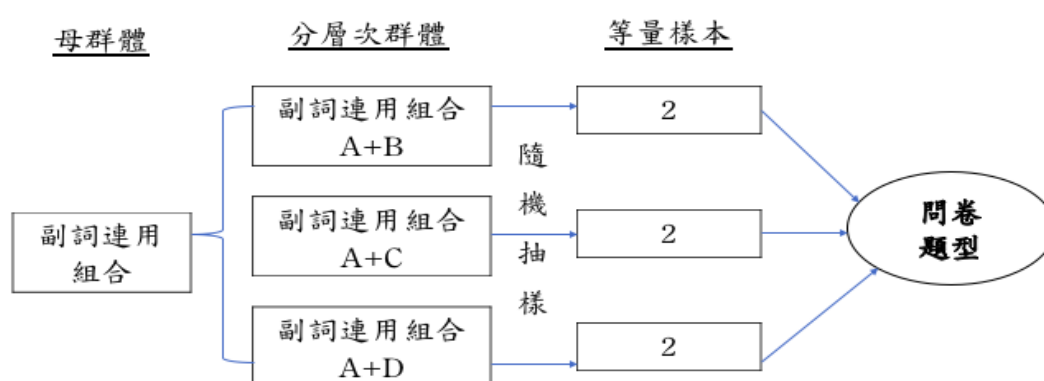 母群體
分層次群體
等量樣本
副詞連用
組合
副詞連用組合
A+B
副詞連用組合
A+C
副詞連用組合
A+D
隨
機
抽
樣
2
2
2
問卷
題型